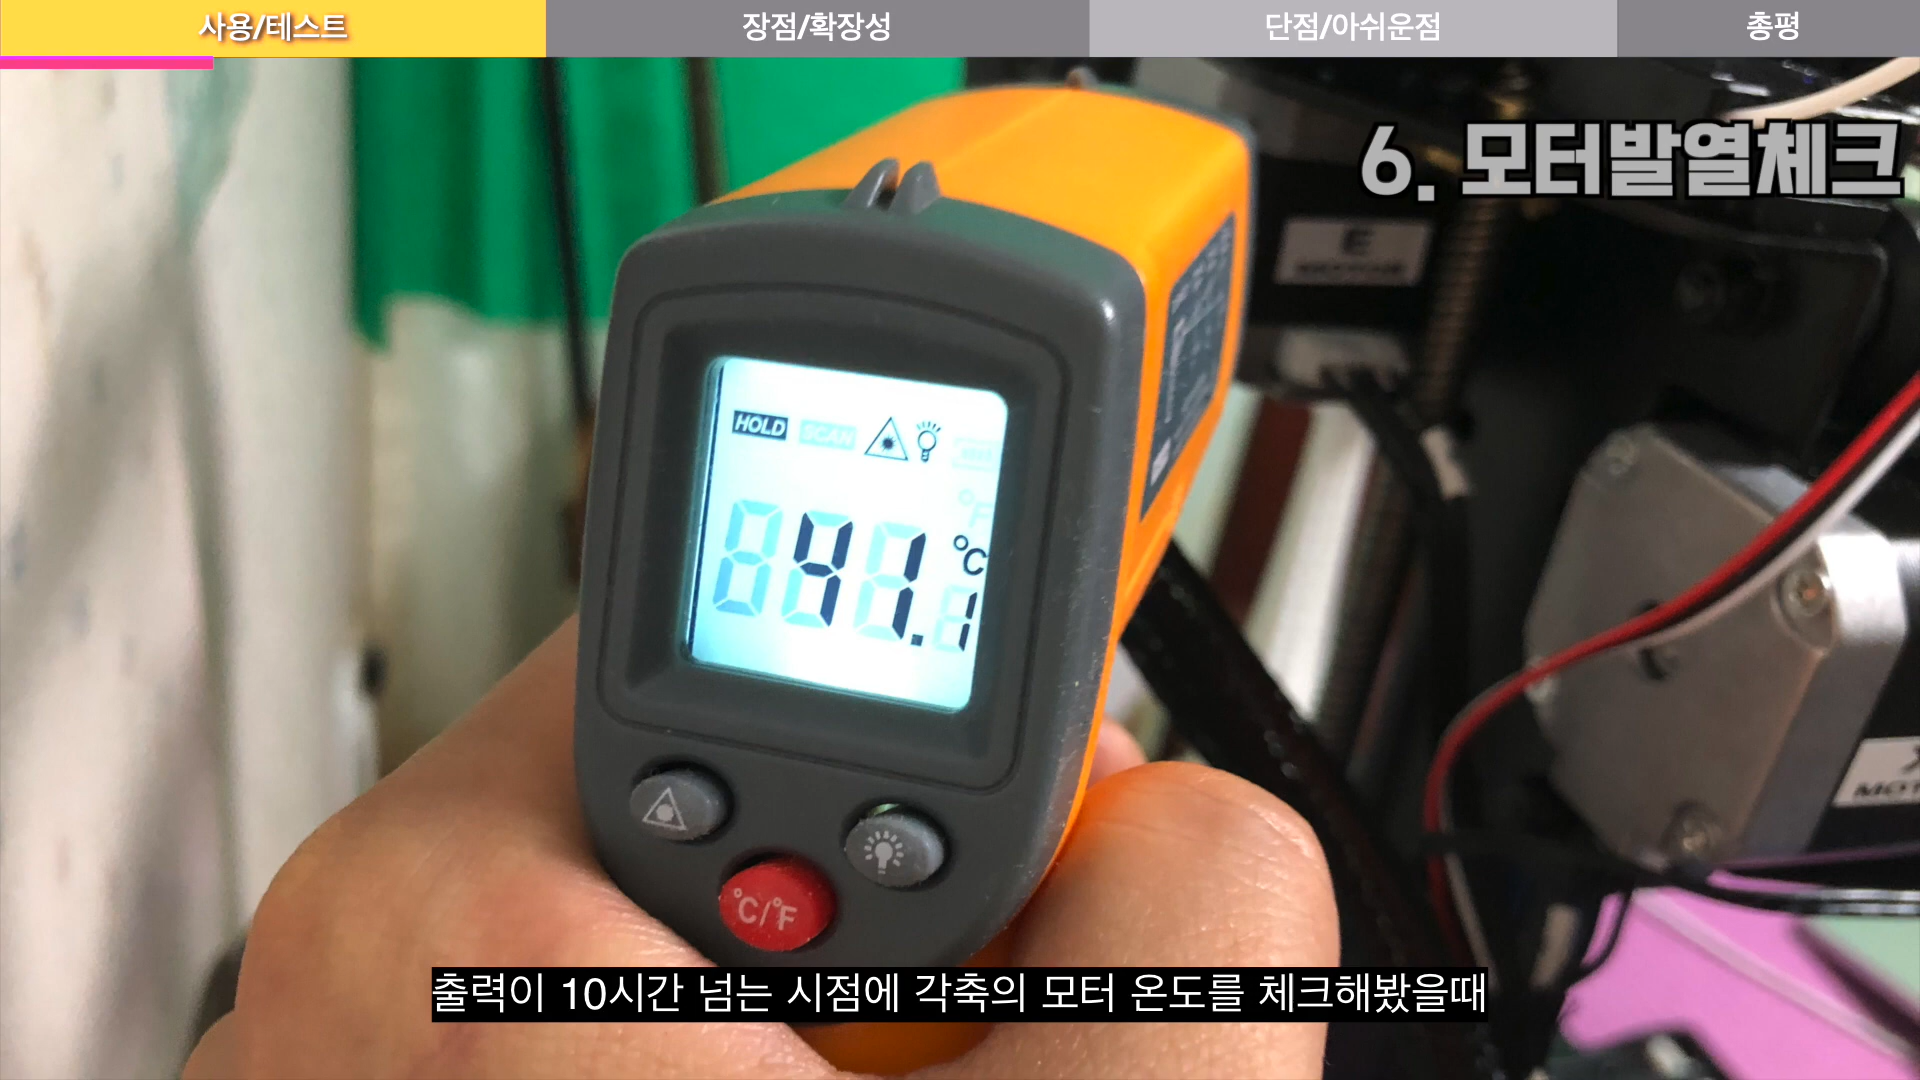 사용/테스트
장점/확장성
단점/아쉬운점
총평
6. 모터발열체크
E
MOTOR
HOLD SCAN
°F
°C
41.1
°C/°F
출력이 10시간 넘는 시점에 각축의 모터 온도를 체크해봤을때